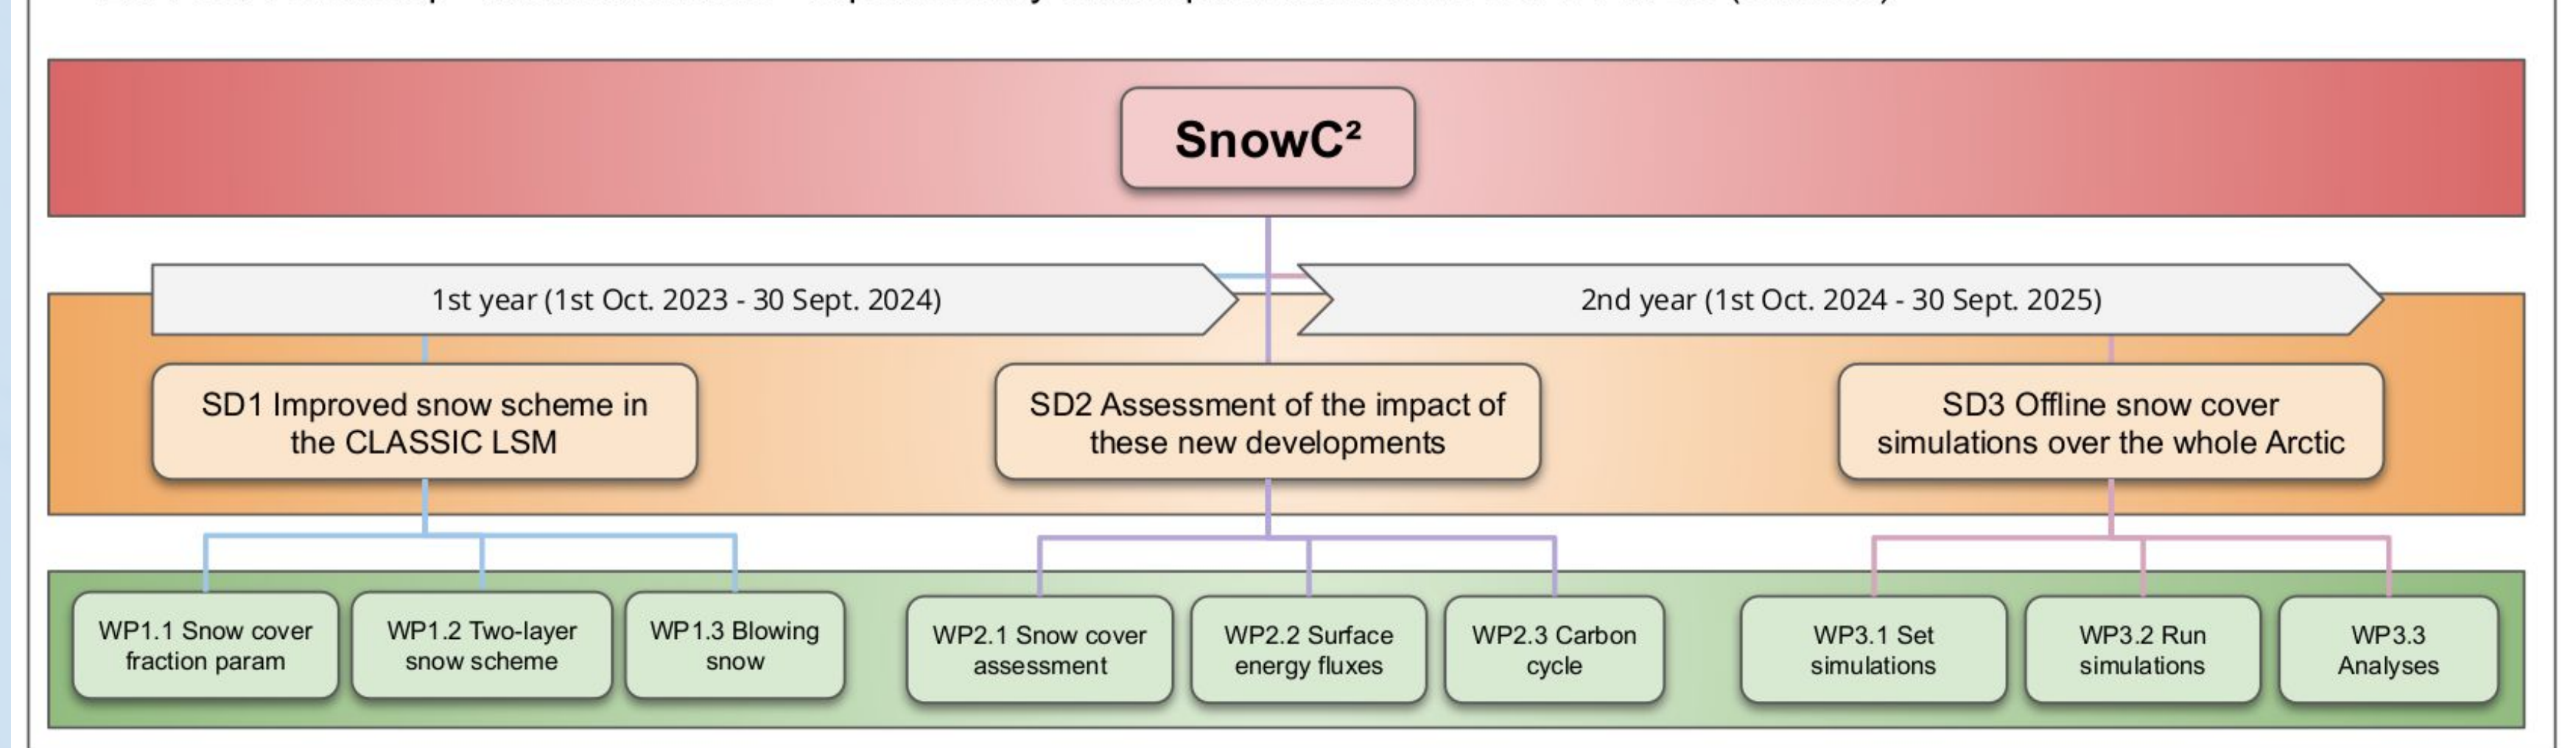 SnowC²
1st year (1st Oct. 2023 - 30 Sept. 2024)
2nd year (1st Oct. 2024 - 30 Sept. 2025)
SD1 Improved snow scheme in
the CLASSIC LSM
SD2 Assessment of the impact of
these new developments
SD3 Offline snow cover
simulations over the whole Arctic
WP1.1 Snow cover
fraction param
WP1.2 Two-layer
snow scheme
WP1.3 Blowing
snow
WP2.1 Snow cover
assessment
WP2.2 Surface
energy fluxes
WP2.3 Carbon
cycle
WP3.1 Set
simulations
WP3.2 Run
simulations
WP3.3
Analyses